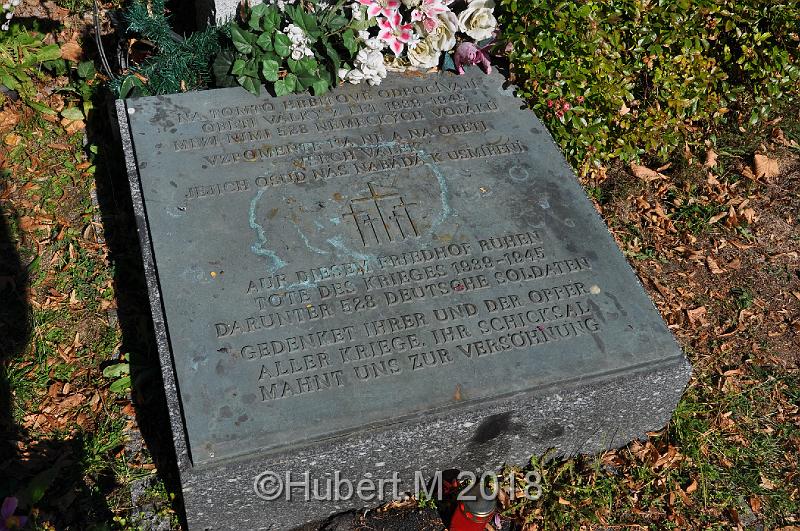 NA TOMTO HŘBITOVĚ ODPOČÍVAJÍ
OBĚTI VÁLKY Z LET 1939-1945
MEZI NIMI 528 NĚMECKÝCH VOJÁKŮ
VZPOMEŇTE NA NĚ A NA OBĚTI
VŠECH VÁLEK
JEJICH OSUD NÁS NABÁDÁ K USMÍŘENÍ
AUF DIESEM FRIEDHOF RUHEN
TOTE DES KRIEGES 1939-1945
DARUNTER 528 DEUTSCHE SOLDATEN
GEDENKET IHRER UND DER OPFER
ALLER KRIEGE, IHR SCHICKSAL
MAHNT UNS ZUR VERSÖHNUNG
©Hubert.M 2018